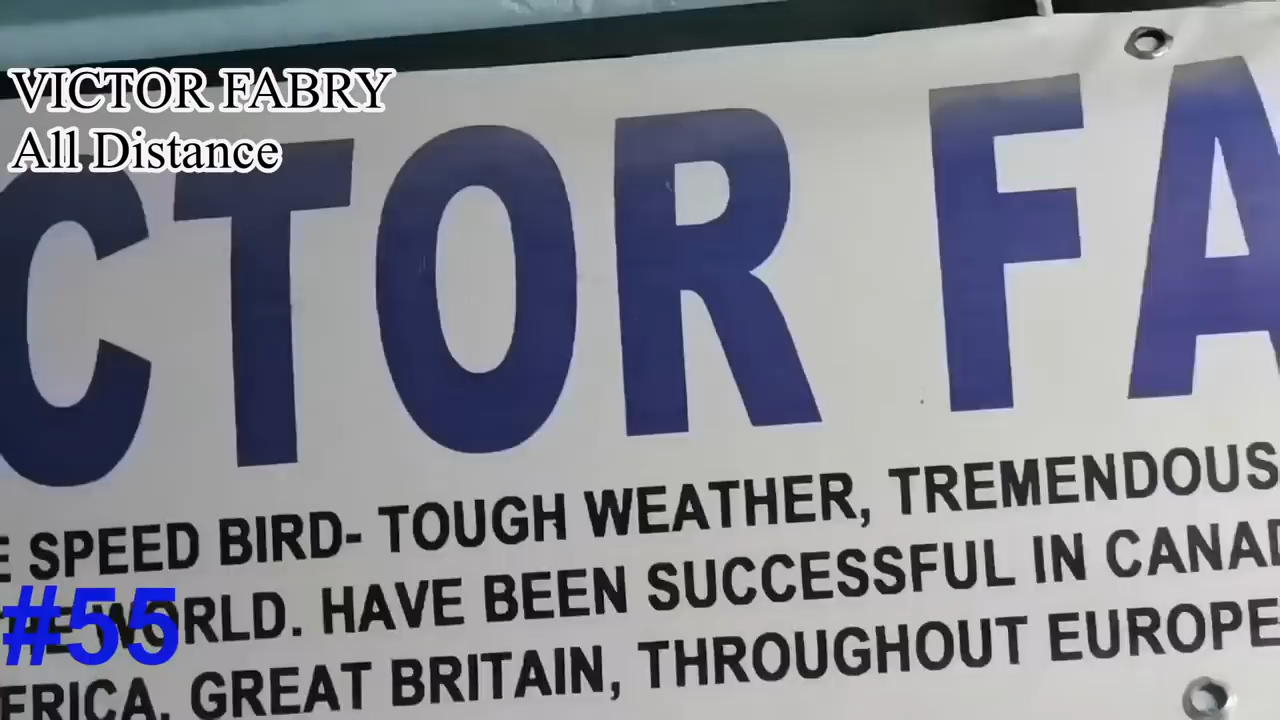 VICTOR FABRY
All Distance
CTOR FA
E SPEED BIRD- TOUGH WEATHER, TREMENDOUS
THE WORLD. HAVE BEEN SUCCESSFUL IN CANAD
FRICA, GREAT BRITAIN, THROUGHOUT EUROPE
#55